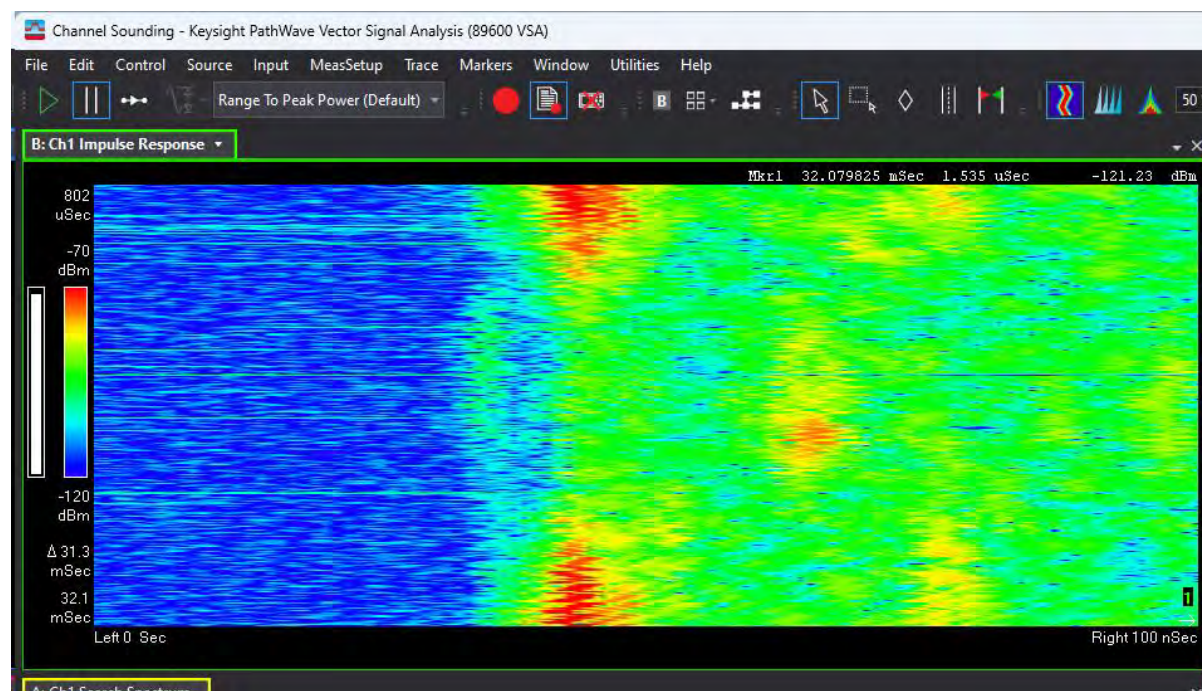 Channel Sounding - Keysight PathWave Vector Signal Analysis (89600 VSA)
File Edit Control Source Input MeasSetup Trace Markers Window Utilities Help
Range To Peak Power (Default) B 50
B: Ch1 Impulse Response
Mkr1 32.079825 mSec 1.535 uSec -121.23 dBm
802
uSec
-70
dBm
-120
dBm
Δ 31.3
mSec
32.1
mSec
1
Left 0 Sec Right 100 nSec
A: Ch1 Search Spectrum